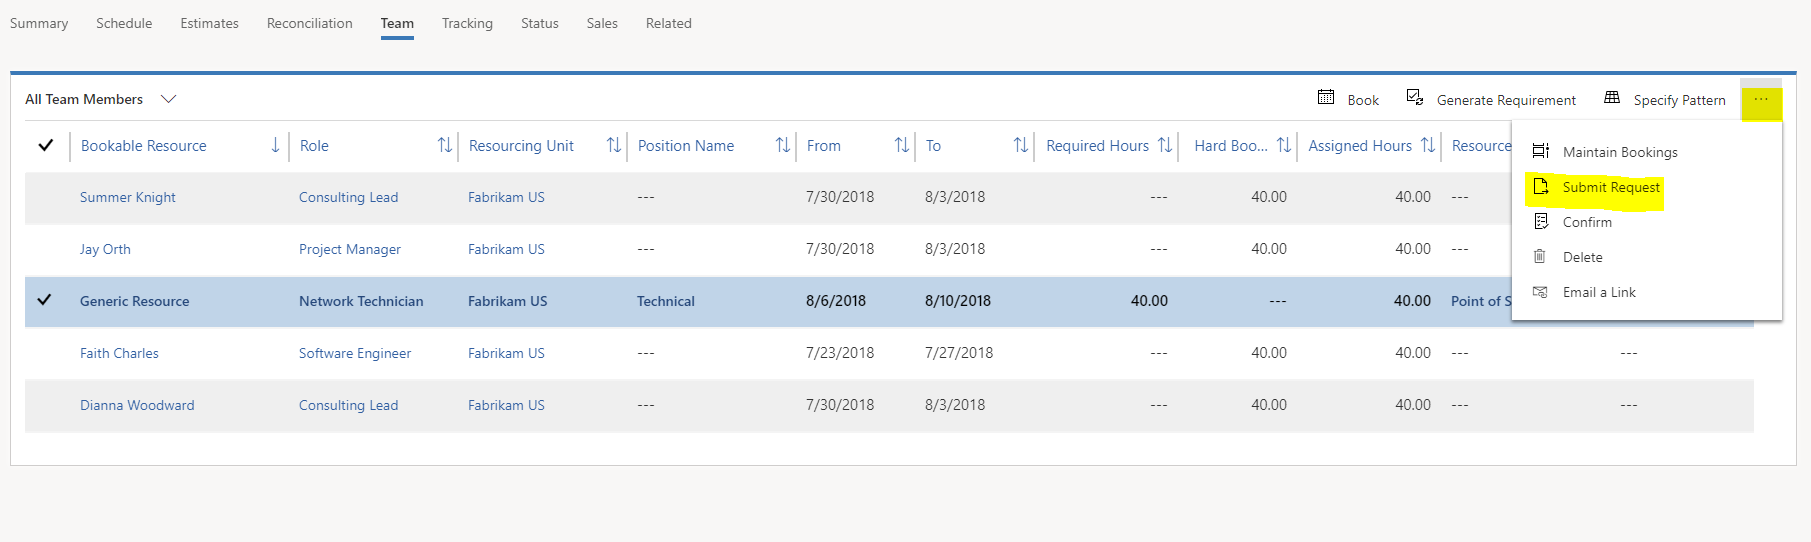 Summary Schedule Estimates Reconciliation Team Tracking Status Sales Related
All Team Members Book Generate Requirement Specify Pattern ...
Bookable Resource Role Resourcing Unit Position Name From To Required Hours Hard Boo... Assigned Hours Resource
Maintain Bookings
Submit Request
Confirm
Delete
Email a Link
Summer Knight Consulting Lead Fabrikam US --- 7/30/2018 8/3/2018 --- 40.00 40.00 ---
Jay Orth Project Manager Fabrikam US --- 7/30/2018 8/3/2018 --- 40.00 40.00 ---
Generic Resource Network Technician Fabrikam US Technical 8/6/2018 8/10/2018 40.00 --- 40.00 Point of S
Faith Charles Software Engineer Fabrikam US --- 7/23/2018 7/27/2018 --- 40.00 40.00 --- ---
Dianna Woodward Consulting Lead Fabrikam US --- 7/30/2018 8/3/2018 --- 40.00 40.00 --- ---